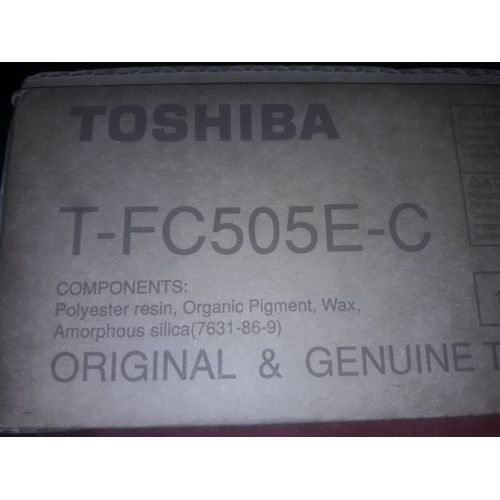 TOSHIBA
T-FC505E-C
COMPONENTS:
Polyester resin, Organic Pigment, Wax,
Amorphous silica(7631-86-9)
ORIGINAL & GENUINE T